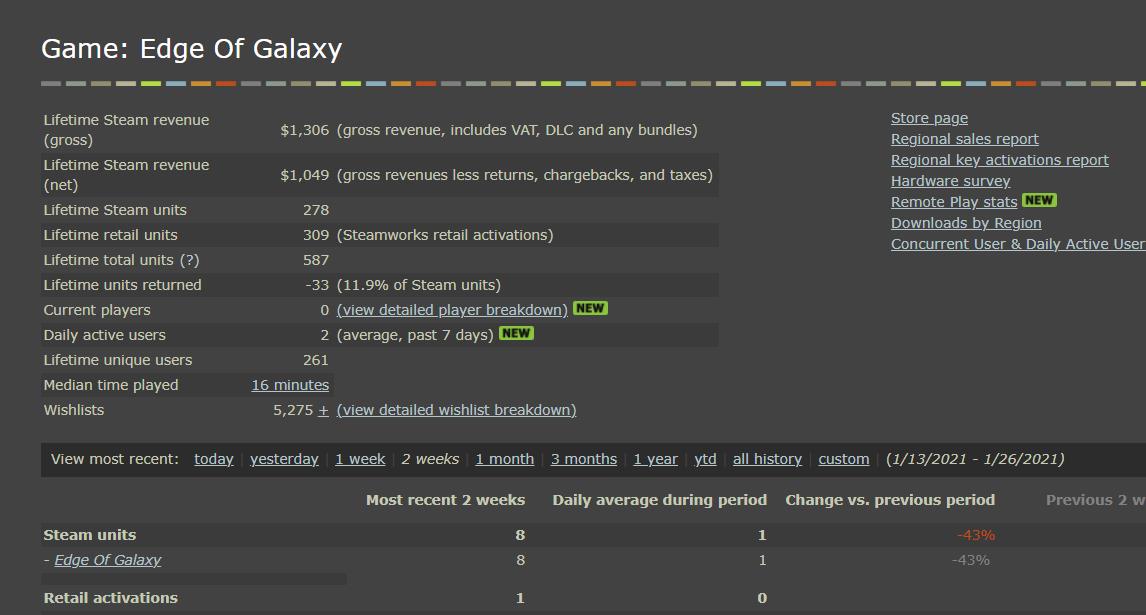 Game: Edge Of Galaxy
Lifetime Steam revenue
(gross)
$1,306 (gross revenue, includes VAT, DLC and any bundles)
Lifetime Steam revenue
(net)
$1,049 (gross revenues less returns, chargebacks, and taxes)
Lifetime Steam units 278
Lifetime retail units 309 (Steamworks retail activations)
Lifetime total units (?) 587
Lifetime units returned -33 (11.9% of Steam units)
Current players 0 (view detailed player breakdown) NEW
Daily active users 2 (average, past 7 days) NEW
Lifetime unique users 261
Median time played 16 minutes
Wishlists 5,275 + (view detailed wishlist breakdown)
Store page
Regional sales report
Regional key activations report
Hardware survey
Remote Play stats NEW
Downloads by Region
Concurrent User & Daily Active User
View most recent: today | yesterday | 1 week | 2 weeks | 1 month | 3 months | 1 year | ytd | all history | custom | (1/13/2021 - 1/26/2021)
Most recent 2 weeks Daily average during period Change vs. previous period Previous 2 w
Steam units 8 1 -43%
- Edge Of Galaxy 8 1 -43%
Retail activations 1 0